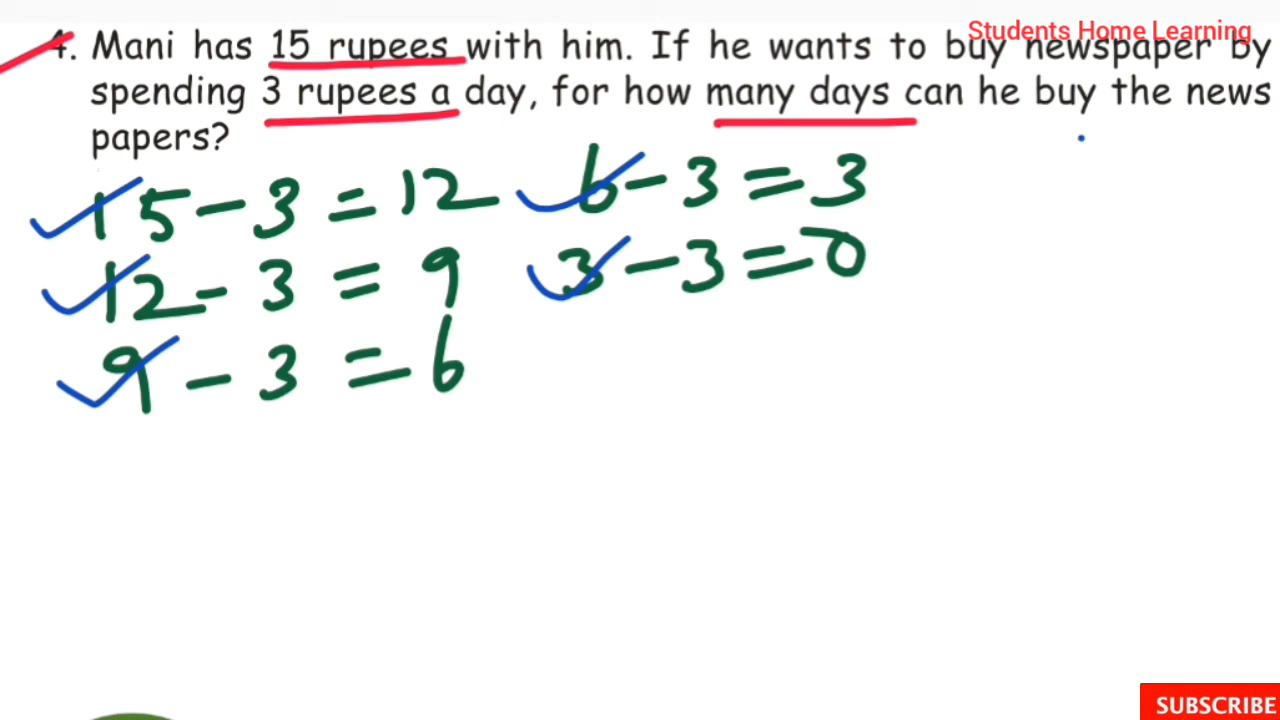 Students Home Learning
4. Mani has 15 rupees with him. If he wants to buy newspaper by
spending 3 rupees a day, for how many days can he buy the news
papers?
15 - 3 = 12
12 - 3 = 9
9 - 3 = 6
6 - 3 = 3
3 - 3 = 0
SUBSCRIBE